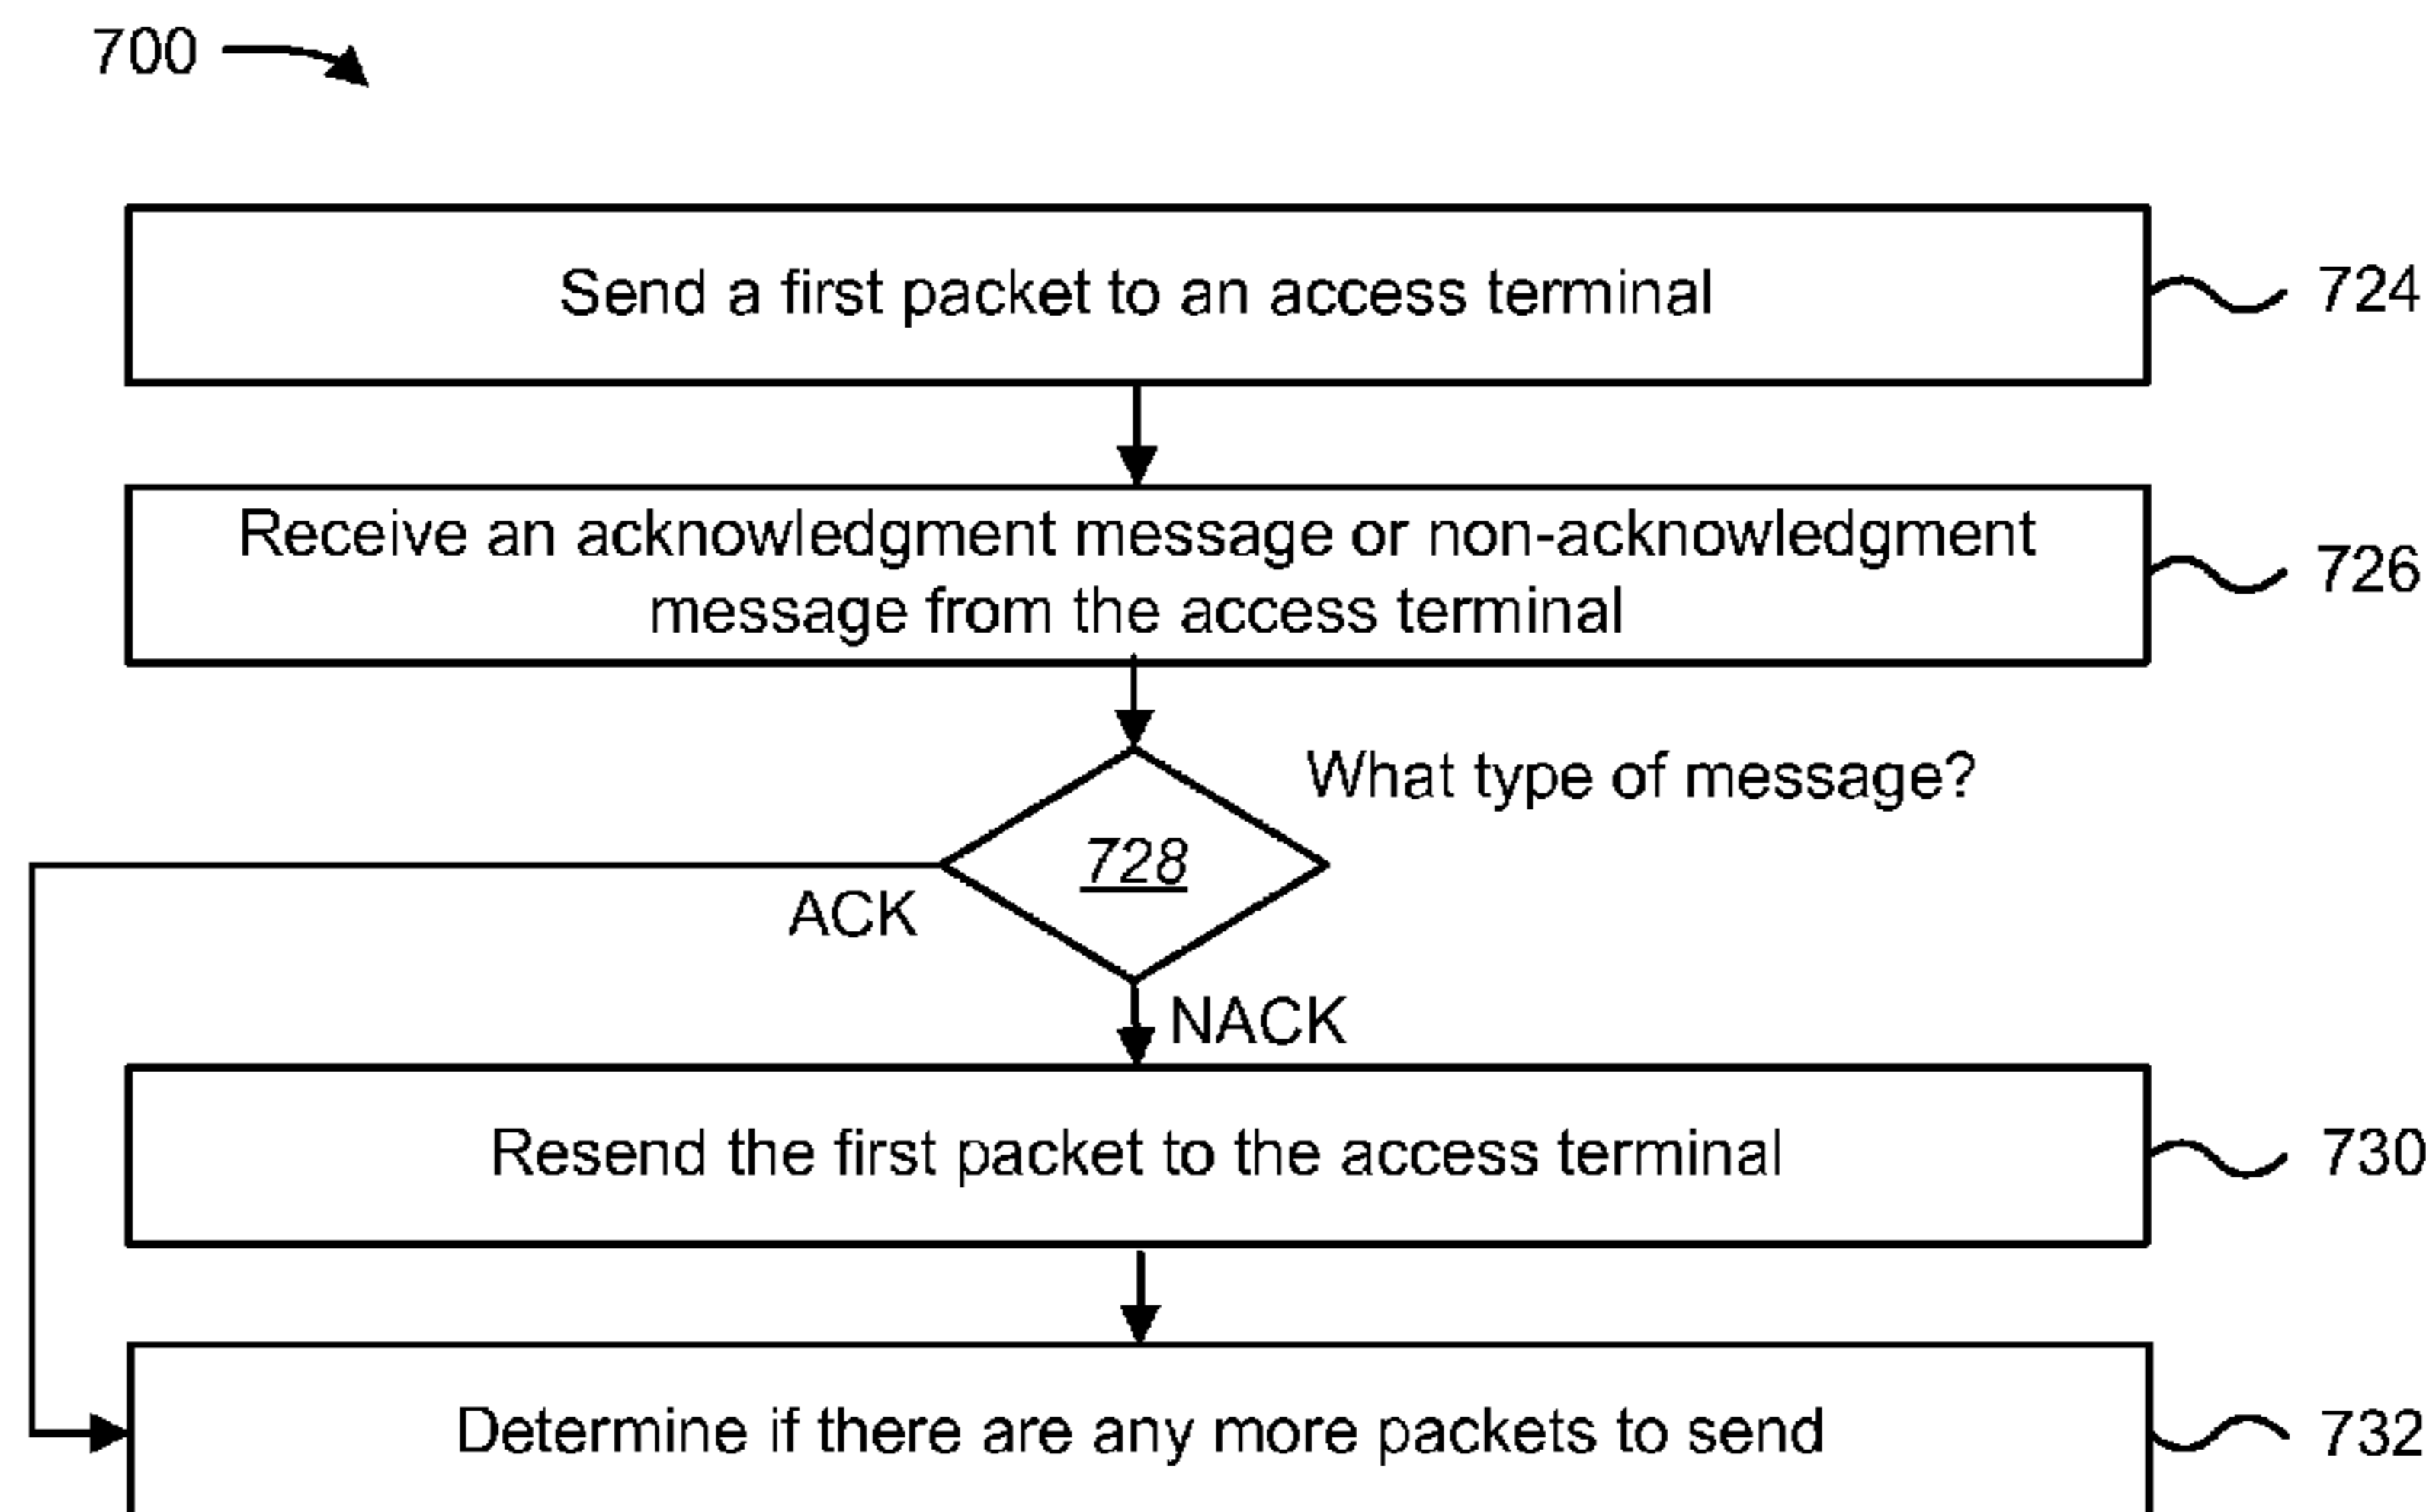 700
Send a first packet to an access terminal
724
Receive an acknowledgment message or non-acknowledgment
message from the access terminal
726
What type of message?
728
ACK
NACK
Resend the first packet to the access terminal
730
Determine if there are any more packets to send
732